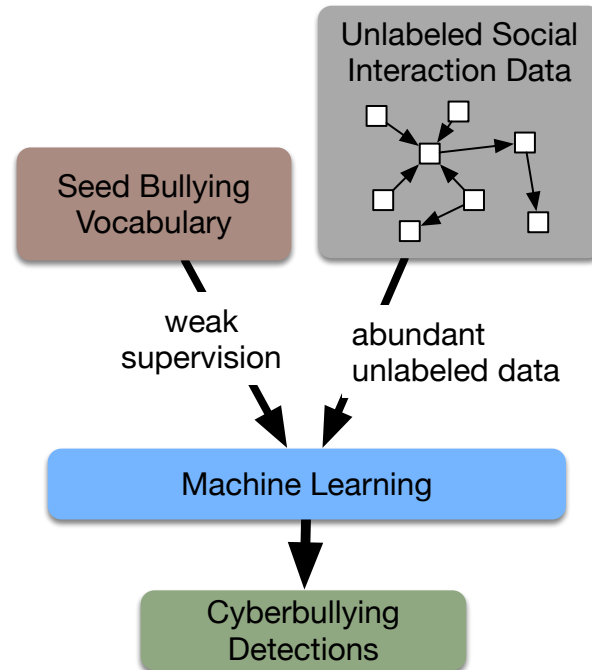 Unlabeled Social
Interaction Data
Seed Bullying
Vocabulary
weak
supervision
abundant
unlabeled data
Machine Learning
Cyberbullying
Detections